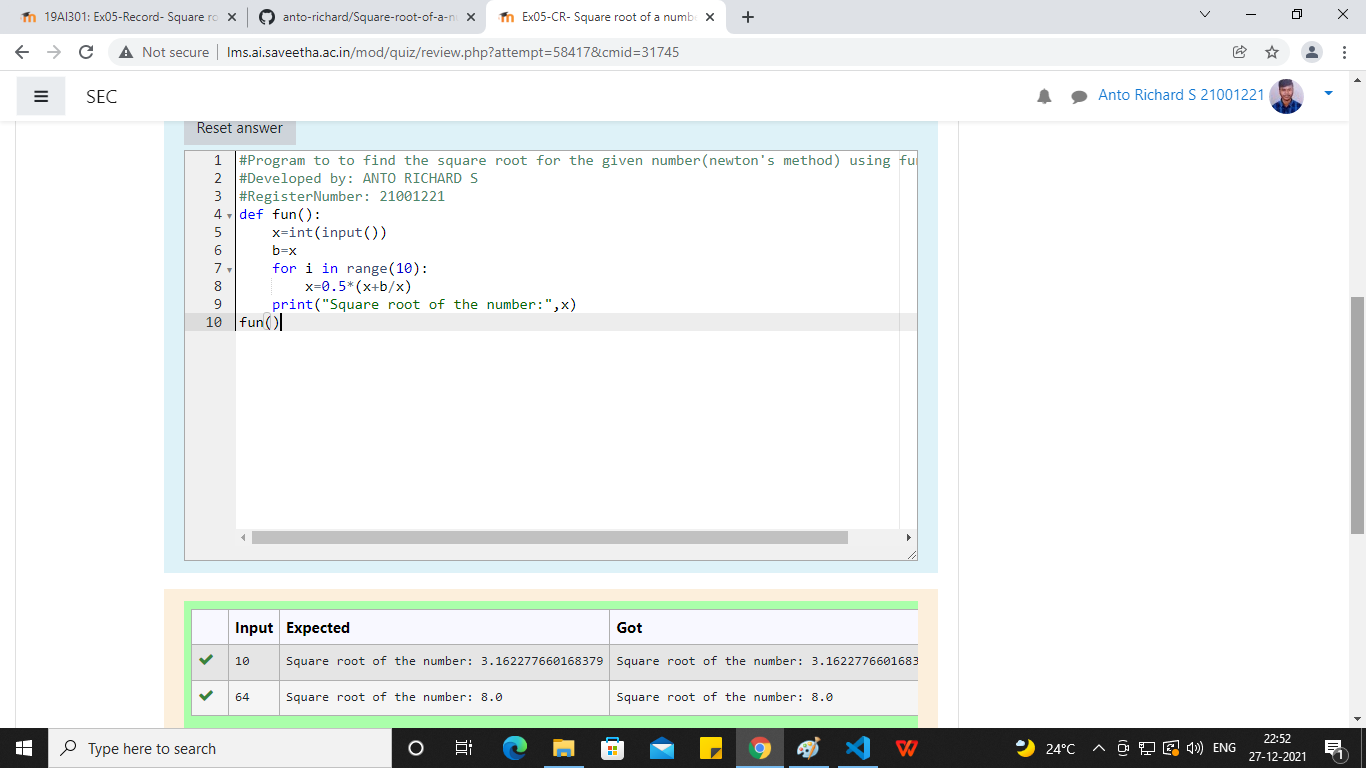 19AI301: Ex05-Record- Square ro
anto-richard/Square-root-of-a-n
Ex05-CR- Square root of a numb
Not secure
lms.ai.saveetha.ac.in/mod/quiz/review.php?attempt=58417&cmid=31745
SEC
Anto Richard S 21001221
Reset answer
1 #Program to to find the square root for the given number(newton's method) using fu
2 #Developed by: ANTO RICHARD S
3 #RegisterNumber: 21001221
4 def fun():
5 x=int(input())
6 b=x
7 for i in range(10):
8 x=0.5*(x+b/x)
9 print("Square root of the number:",x)
10 fun()
Input Expected Got
10 Square root of the number: 3.162277660168379 Square root of the number: 3.1622776601683
64 Square root of the number: 8.0 Square root of the number: 8.0
Type here to search
24°C
ENG
22:52
27-12-2021
1